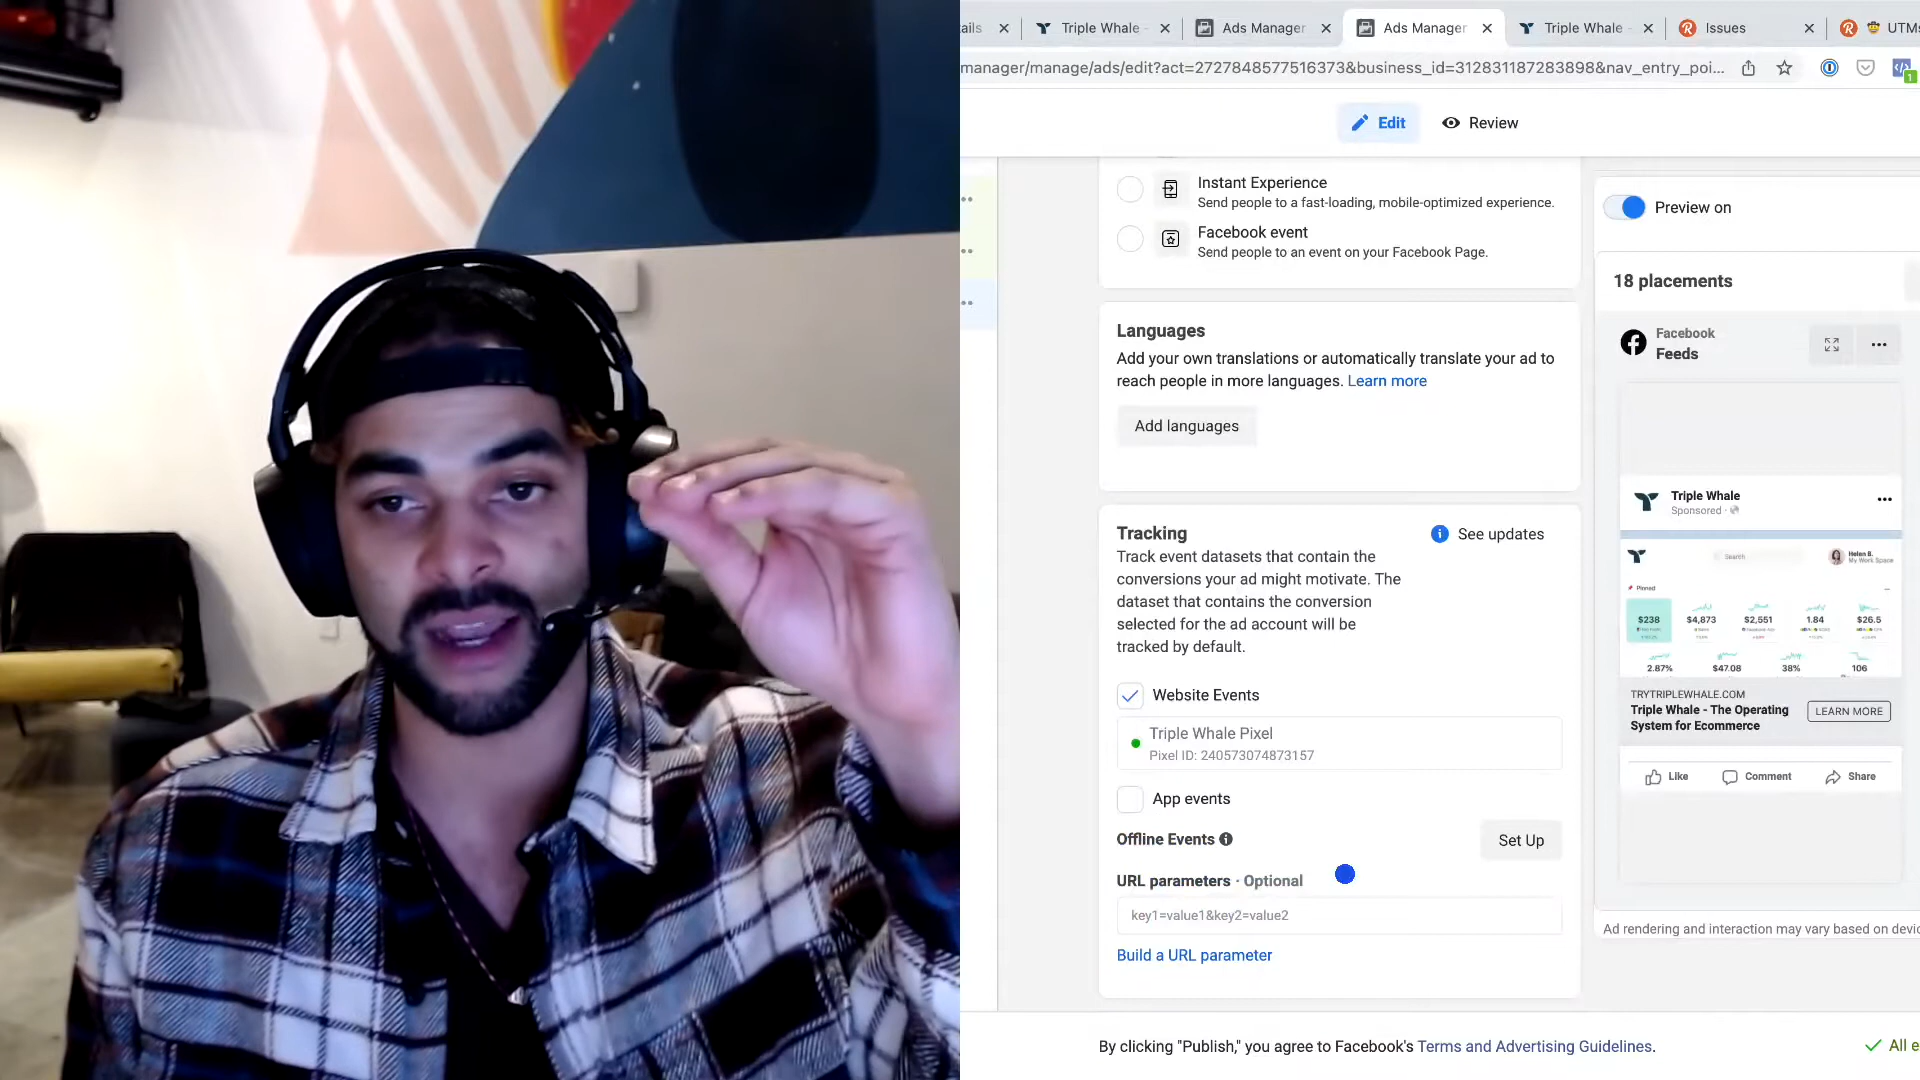 ails
Triple Whale -
Ads Manager
Ads Manager
Triple Whale -
Issues
UTMs
manager/manage/ads/edit?act=2727848577516373&business_id=312831187283898&nav_entry_poi...
1
Edit
Review
Instant Experience
Send people to a fast-loading, mobile-optimized experience.
Facebook event
Send people to an event on your Facebook Page.
Languages
Add your own translations or automatically translate your ad to
reach people in more languages. Learn more
Add languages
Tracking
See updates
Track event datasets that contain the
conversions your ad might motivate. The
dataset that contains the conversion
selected for the ad account will be
tracked by default.
Website Events
Triple Whale Pixel
Pixel ID: 240573074873157
App events
Offline Events
Set Up
URL parameters · Optional
key1=value1&key2=value2
Build a URL parameter
By clicking "Publish," you agree to Facebook's Terms and Advertising Guidelines.
All e
Preview on
18 placements
Facebook
Feeds
Triple Whale
Sponsored ·
Search
Helen B.
My Work Space
Pinned
$238
$4,873
$2,551
1.84
$26.5
2.87%
$47.08
38%
106
TRYTRIPLEWHALE.COM
Triple Whale - The Operating
System for Ecommerce
LEARN MORE
Like
Comment
Share
Ad rendering and interaction may vary based on devic